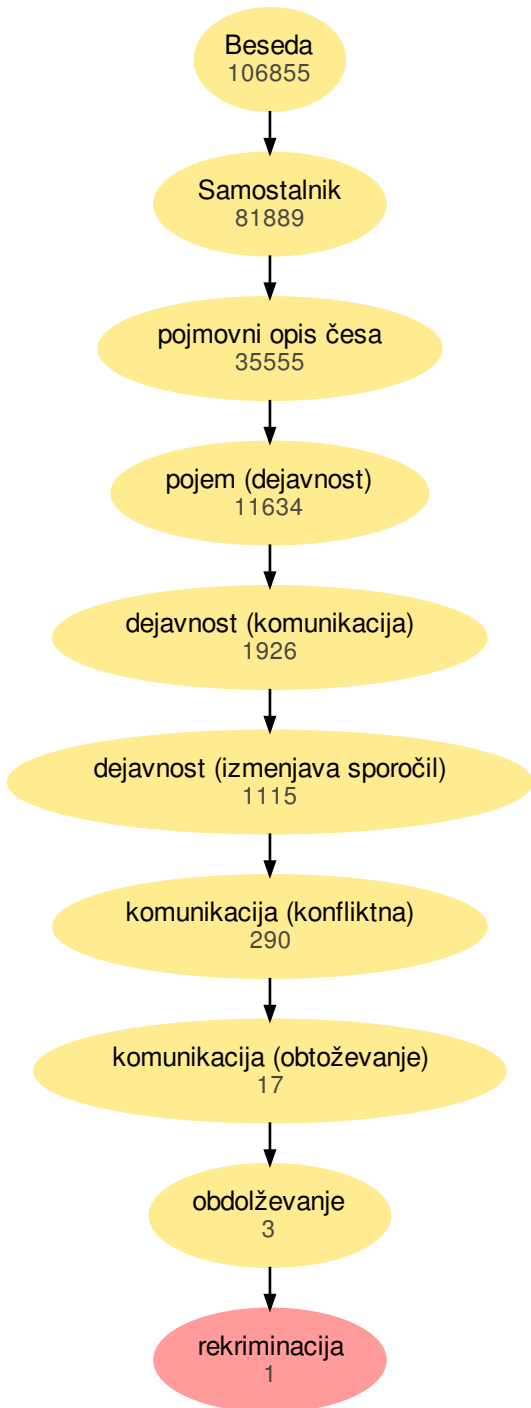 Beseda
106855
Samostalnik
81889
pojmovni opis česa
35555
pojem (dejavnost)
11634
dejavnost (komunikacija)
1926
dejavnost (izmenjava sporočil)
1115
komunikacija (konfliktna)
290
komunikacija (obtoževanje)
17
obdolževanje
3
rekriminacija
1